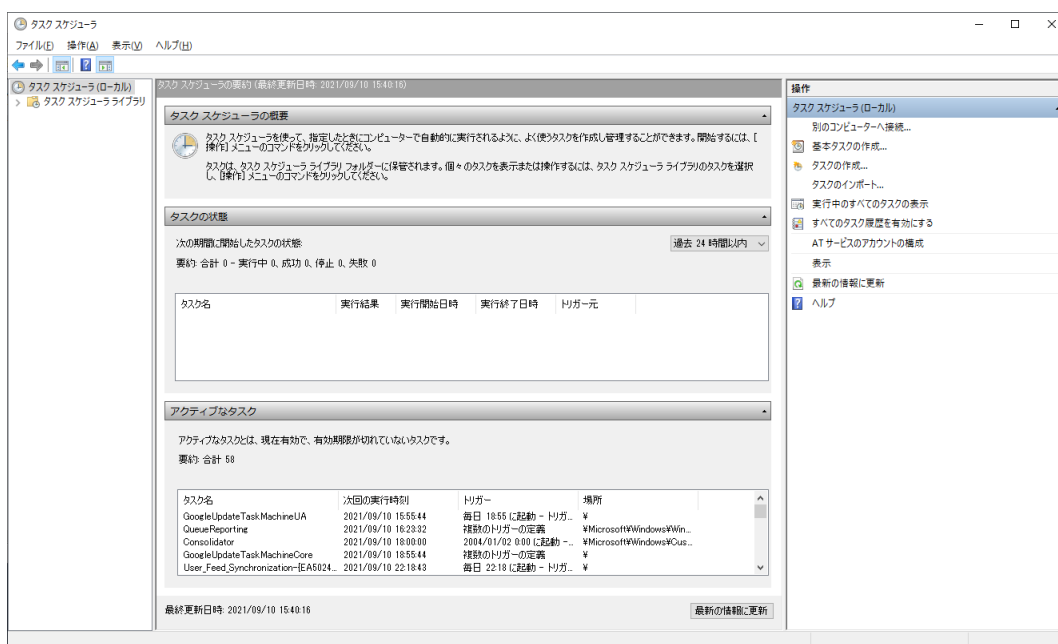 タスク スケジューラ
ファイル(F) 操作(A) 表示(V) ヘルプ(H)
タスク スケジューラ (ローカル)
タスク スケジューラ ライブラリ
タスク スケジューラの要約 (最終更新日時: 2021/09/10 15:40:16)
タスク スケジューラの概要
タスク スケジューラを使って、指定したときにコンピューターで自動的に実行されるように、よく使うタスクを作成し管理することができます。開始するには、[
操作] メニューのコマンドをクリックしてください。
タスクは、タスク スケジューラ ライブラリ フォルダーに保管されます。個々のタスクを表示または操作するには、タスク スケジューラ ライブラリのタスクを選択
し、[操作] メニューのコマンドをクリックしてください。
タスクの状態
次の期間に開始したタスクの状態:
過去 24 時間以内
要約: 合計 0 - 実行中 0、成功 0、停止 0、失敗 0
タスク名 実行結果 実行開始日時 実行終了日時 トリガー元
アクティブなタスク
アクティブなタスクとは、現在有効で、有効期限が切れていないタスクです。
要約: 合計 58
タスク名 次回の実行時刻 トリガー 場所
GoogleUpdateTaskMachineUA 2021/09/10 15:55:44 毎日 18:55 に起動 - トリガ... ¥
QueueReporting 2021/09/10 16:23:32 複数のトリガーの定義 ¥Microsoft¥Windows¥Win...
Consolidator 2021/09/10 18:00:00 2004/01/02 0:00 に起動 -... ¥Microsoft¥Windows¥Cus...
GoogleUpdateTaskMachineCore 2021/09/10 18:55:44 複数のトリガーの定義 ¥
User_Feed_Synchronization-{EA5024... 2021/09/10 22:18:43 毎日 22:18 に起動 - トリガ... ¥
最終更新日時: 2021/09/10 15:40:16
最新の情報に更新
操作
タスク スケジューラ (ローカル)
別のコンピューターへ接続...
基本タスクの作成...
タスクの作成...
タスクのインポート...
実行中のすべてのタスクの表示
すべてのタスク履歴を有効にする
AT サービスのアカウントの構成
表示
最新の情報に更新
ヘルプ